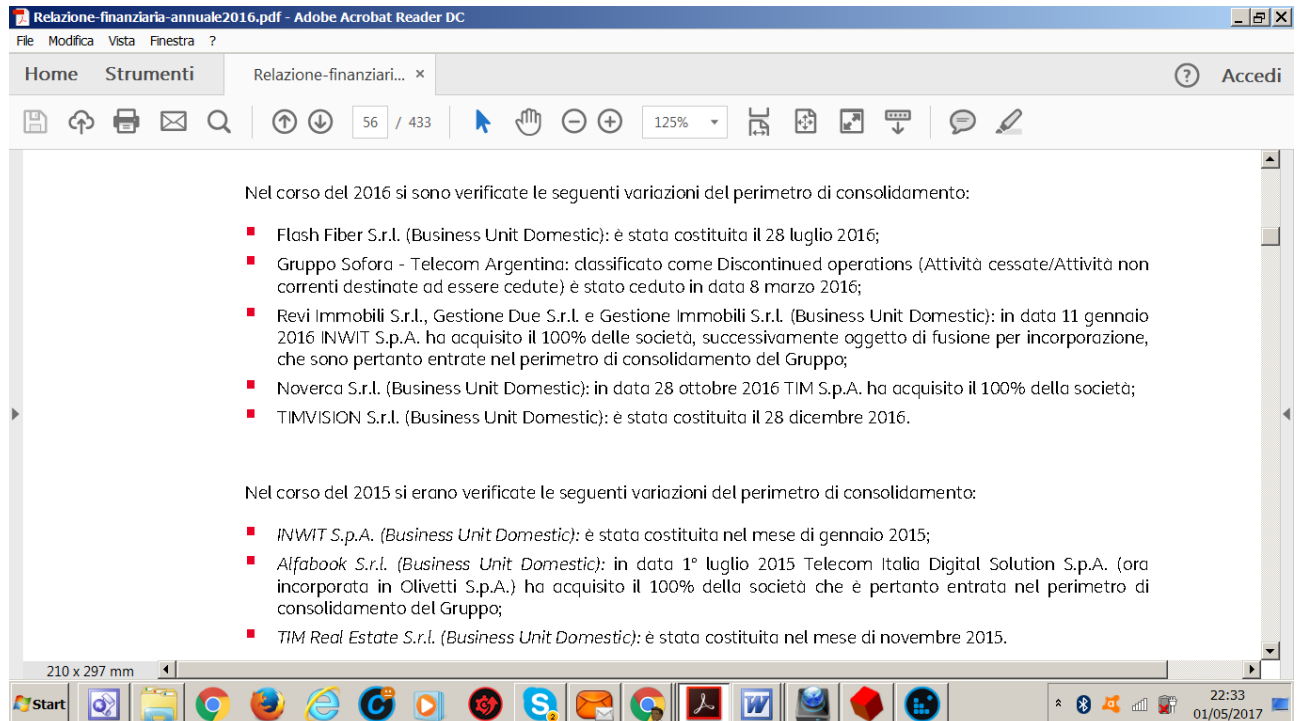 Relazione-finanziaria-annuale2016.pdf - Adobe Acrobat Reader DC
File Modifica Vista Finestra ?
Home Strumenti Relazione-finanziari... × ? Accedi
56 / 433 125%
Nel corso del 2016 si sono verificate le seguenti variazioni del perimetro di consolidamento:
Flash Fiber S.r.l. (Business Unit Domestic): è stata costituita il 28 luglio 2016;
Gruppo Sofora - Telecom Argentina: classificato come Discontinued operations (Attività cessate/Attività non
correnti destinate ad essere cedute) è stato ceduto in data 8 marzo 2016;
Revi Immobili S.r.l., Gestione Due S.r.l. e Gestione Immobili S.r.l. (Business Unit Domestic): in data 11 gennaio
2016 INWIT S.p.A. ha acquisito il 100% delle società, successivamente oggetto di fusione per incorporazione,
che sono pertanto entrate nel perimetro di consolidamento del Gruppo;
Noverca S.r.l. (Business Unit Domestic): in data 28 ottobre 2016 TIM S.p.A. ha acquisito il 100% della società;
TIMVISION S.r.l. (Business Unit Domestic): è stata costituita il 28 dicembre 2016.
Nel corso del 2015 si erano verificate le seguenti variazioni del perimetro di consolidamento:
INWIT S.p.A. (Business Unit Domestic): è stata costituita nel mese di gennaio 2015;
Alfabook S.r.l. (Business Unit Domestic): in data 1° luglio 2015 Telecom Italia Digital Solution S.p.A. (ora
incorporata in Olivetti S.p.A.) ha acquisito il 100% della società che è pertanto entrata nel perimetro di
consolidamento del Gruppo;
TIM Real Estate S.r.l. (Business Unit Domestic): è stata costituita nel mese di novembre 2015.
210 x 297 mm
Start 22:33
01/05/2017